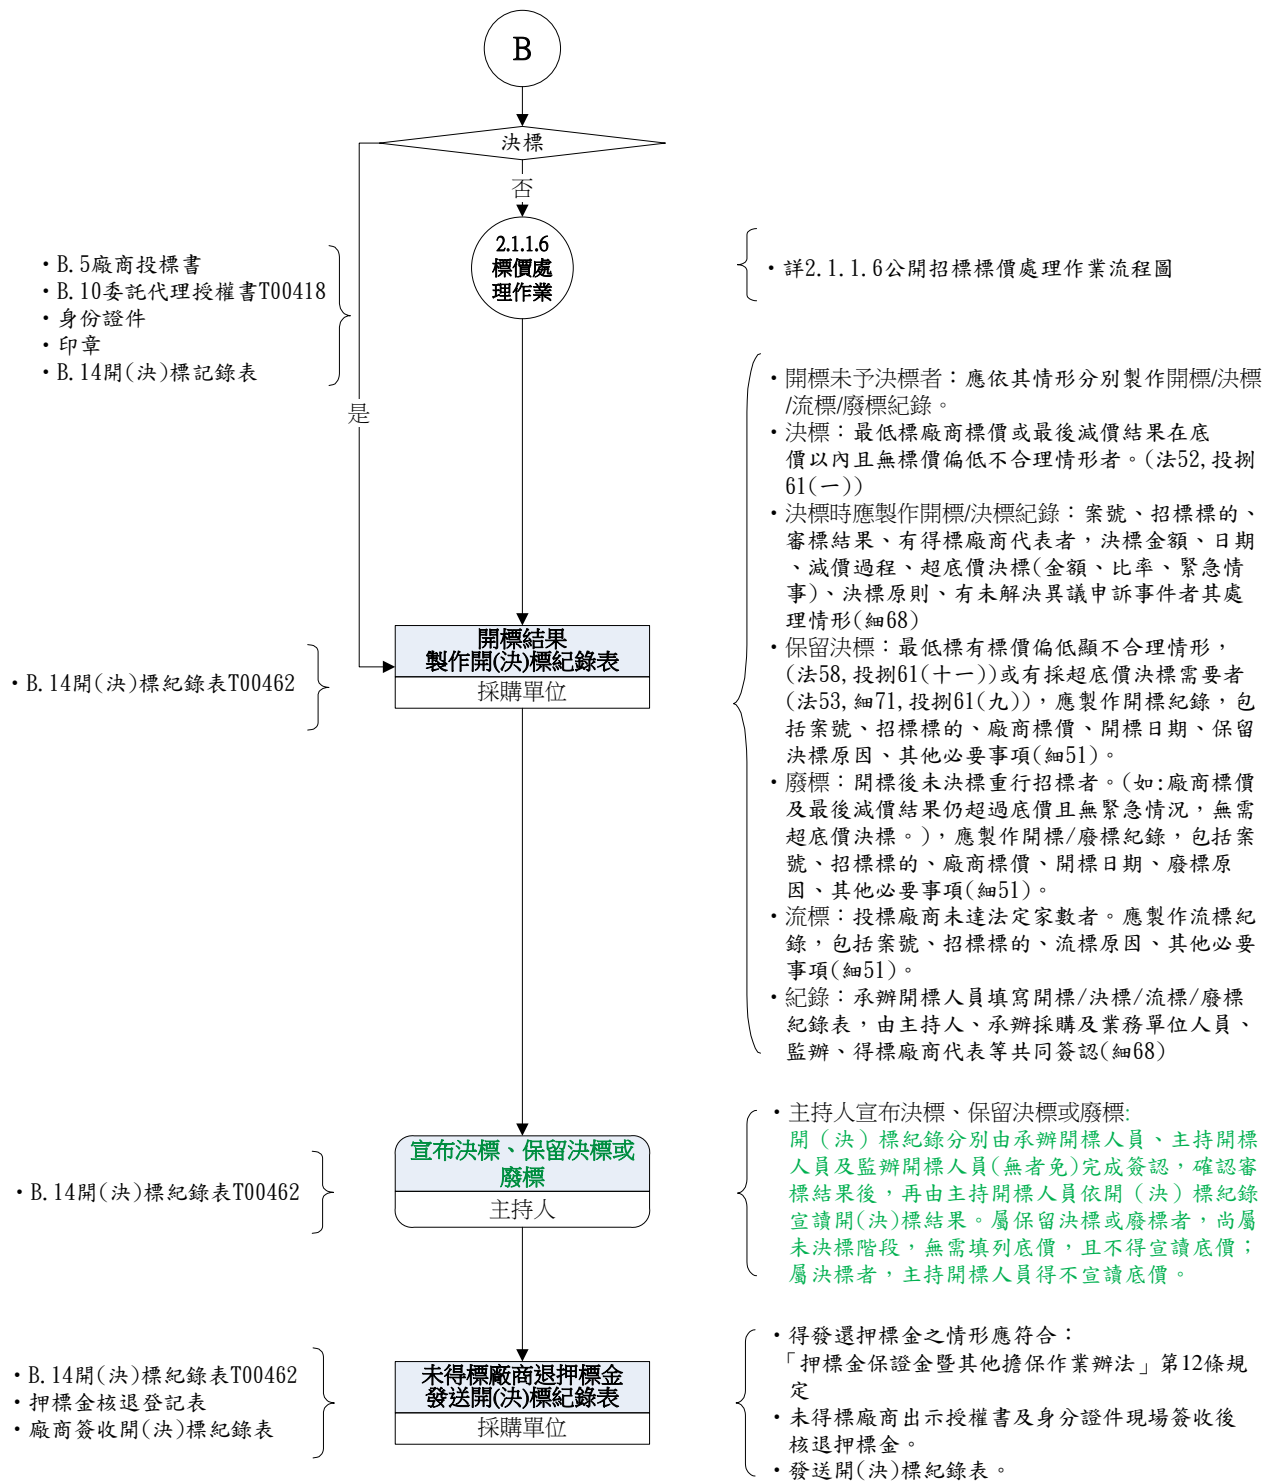 B
決標
否
2.1.1.6
標價處
理作業
・B.5廠商投標書
・B.10委託代理授權書T00418
・身份證件
・印章
・B.14開(決)標記錄表
・詳2.1.1.6公開招標標價處理作業流程圖
是
・開標未予決標者：應依其情形分別製作開標/決標
/流標/廢標紀錄。
・決標：最低標廠商標價或最後減價結果在底
價以內且無標價偏低不合理情形者。(法52,投捌
61(一))
・決標時應製作開標/決標紀錄：案號、招標標的、
審標結果、有得標廠商代表者，決標金額、日期
、減價過程、超底價決標(金額、比率、緊急情
事)、決標原則、有未解決異議申訴事件者其處
理情形(細68)
・保留決標：最低標有標價偏低顯不合理情形，
(法58,投捌61(十一))或有採超底價決標需要者
(法53,細71,投捌61(九))，應製作開標紀錄，包
括案號、招標標的、廠商標價、開標日期、保留
決標原因、其他必要事項(細51)。
・廢標：開標後未決標重行招標者。(如:廠商標價
及最後減價結果仍超過底價且無緊急情況，無需
超底價決標。)，應製作開標/廢標紀錄，包括案
號、招標標的、廠商標價、開標日期、廢標原
因、其他必要事項(細51)。
・流標：投標廠商未達法定家數者。應製作流標紀
錄，包括案號、招標標的、流標原因、其他必要
事項(細51)。
・紀錄：承辦開標人員填寫開標/決標/流標/廢標
紀錄表，由主持人、承辦採購及業務單位人員、
監辦、得標廠商代表等共同簽認(細68)
開標結果
製作開(決)標紀錄表
採購單位
・B.14開(決)標紀錄表T00462
宣布決標、保留決標或
廢標
主持人
・B.14開(決)標紀錄表T00462
・主持人宣布決標、保留決標或廢標:
開（決）標紀錄分別由承辦開標人員、主持開標
人員及監辦開標人員(無者免)完成簽認，確認審
標結果後，再由主持開標人員依開（決）標紀錄
宣讀開(決)標結果。屬保留決標或廢標者，尚屬
未決標階段，無需填列底價，且不得宣讀底價；
屬決標者，主持開標人員得不宣讀底價。
未得標廠商退押標金
發送開(決)標紀錄表
採購單位
・B.14開(決)標紀錄表T00462
・押標金核退登記表
・廠商簽收開(決)標紀錄表
・得發還押標金之情形應符合：
「押標金保證金暨其他擔保作業辦法」第12條規
定
・未得標廠商出示授權書及身分證件現場簽收後
核退押標金。
・發送開(決)標紀錄表。